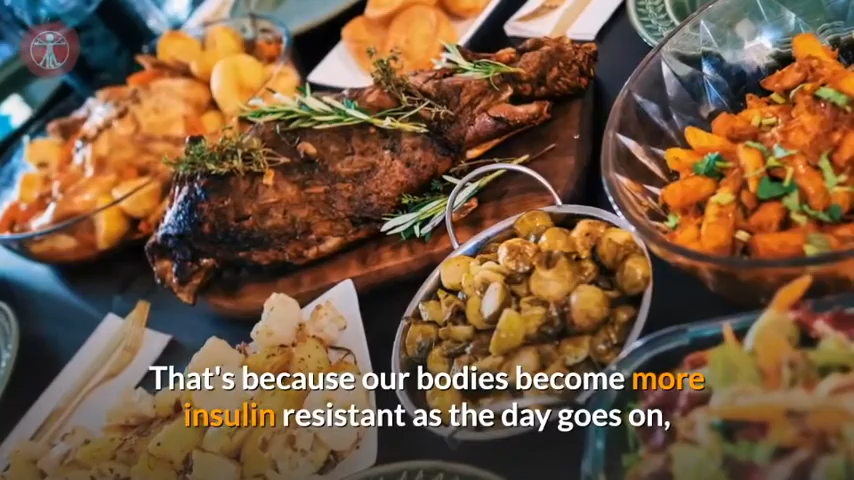 That's because our bodies become more
insulin resistant as the day goes on,